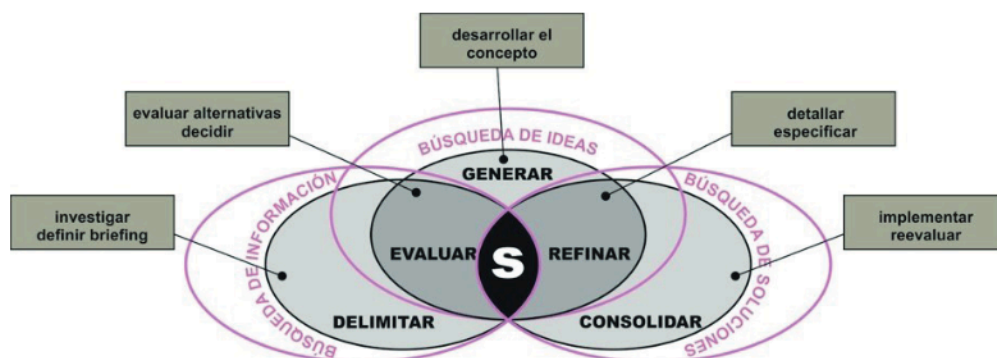 desarrollar el
concepto
evaluar alternativas
decidir
detallar
especificar
BÚSQUEDA DE IDEAS
GENERAR
investigar
definir briefing
BÚSQUEDA DE INFORMACIÓN
BÚSQUEDA DE SOLUCIONES
implementar
reevaluar
EVALUAR
S
REFINAR
DELIMITAR
CONSOLIDAR